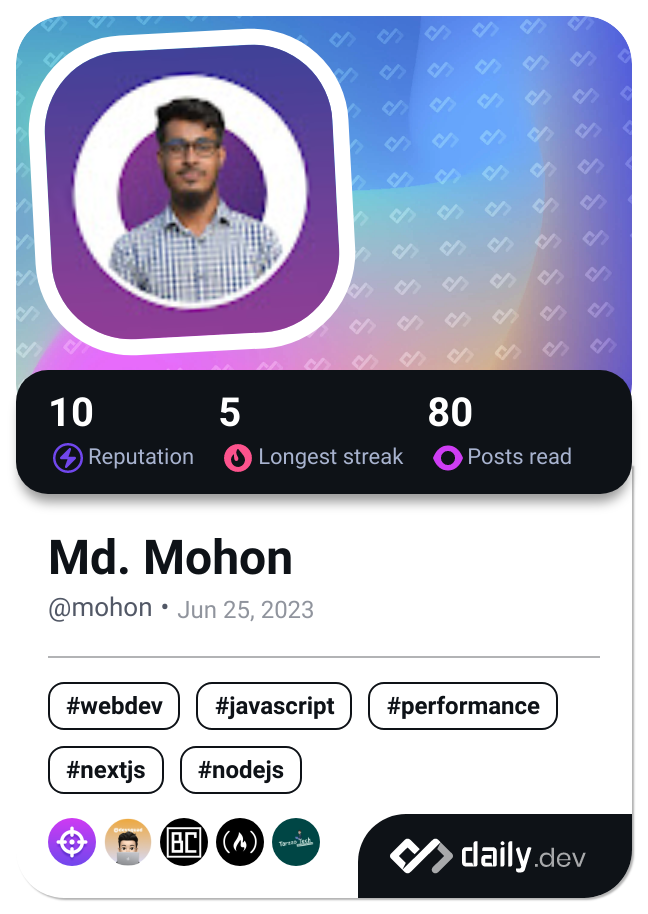 10 5 80
Reputation Longest streak Posts read
Md. Mohon
@mohon • Jun 25, 2023
#webdev #javascript #performance
#nextjs #nodejs
BC
daily.dev